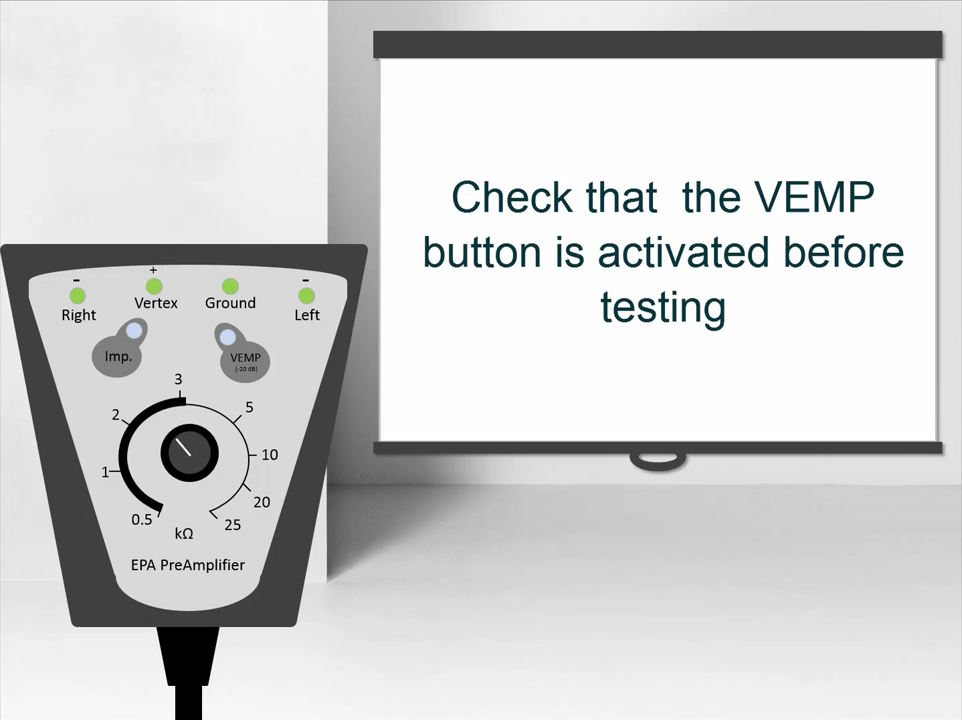 Check that the VEMP
button is activated before
testing
- + -
Right Vertex Ground Left
Imp. VEMP
(-20 dB)
3
2 5
1 10
20
0.5 25
kΩ
EPA PreAmplifier